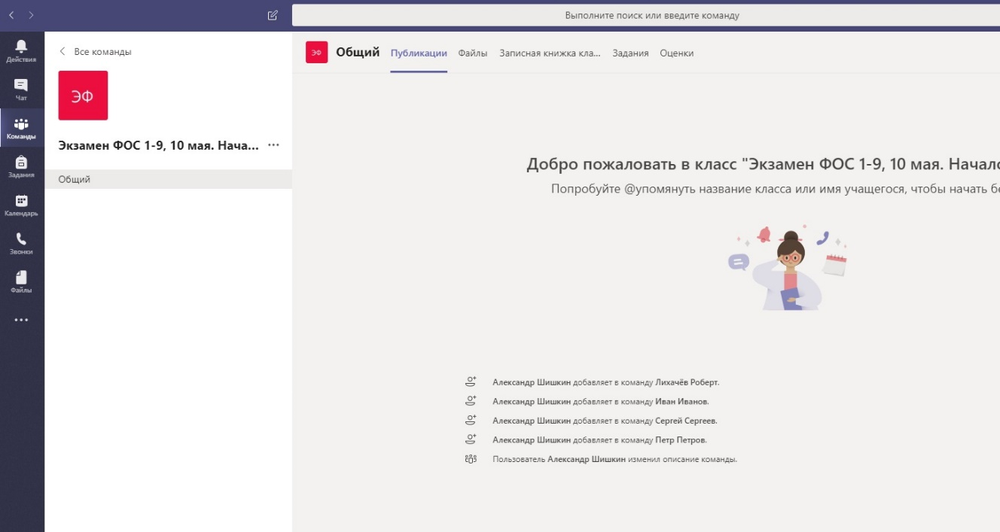 Выполните поиск или введите команду
Действия
Чат
Команды
Задания
Календарь
Звонки
Файлы
Все команды
ЭФ
Экзамен ФОС 1-9, 10 мая. Нача...
Общий
ЭФ Общий Публикации Файлы Записная книжка кла... Задания Оценки
Добро пожаловать в класс "Экзамен ФОС 1-9, 10 мая. Начал
Попробуйте @упомянуть название класса или имя учащегося, чтобы начать
Александр Шишкин добавляет в команду Лихачёв Роберт.
Александр Шишкин добавляет в команду Иван Иванов.
Александр Шишкин добавляет в команду Сергей Сергеев.
Александр Шишкин добавляет в команду Петр Петров.
Пользователь Александр Шишкин изменил описание команды.